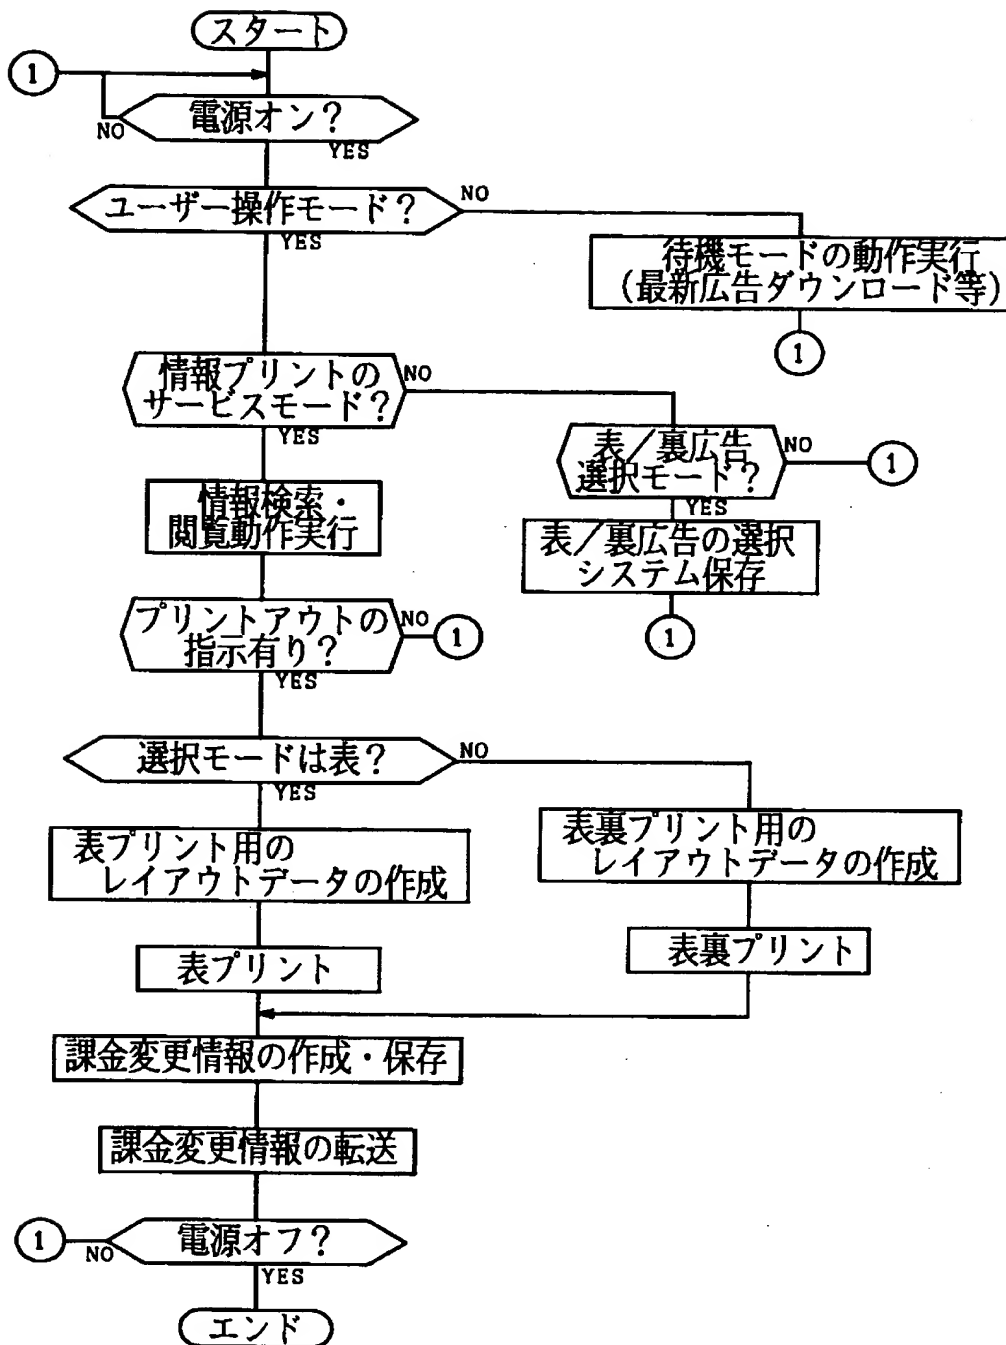 スタート
1
電源オン?
NO
YES
ユーザー操作モード?
NO
YES
待機モードの動作実行
(最新広告ダウンロード等)
1
情報プリントの
サービスモード?
NO
YES
表/裏広告
選択モード?
NO
1
YES
情報検索・
閲覧動作実行
表/裏広告の選択
システム保存
1
プリントアウトの
指示有り?
NO
1
YES
選択モードは表?
NO
YES
表プリント用の
レイアウトデータの作成
表裏プリント用の
レイアウトデータの作成
表プリント
表裏プリント
課金変更情報の作成・保存
課金変更情報の転送
1
NO
電源オフ?
YES
エンド